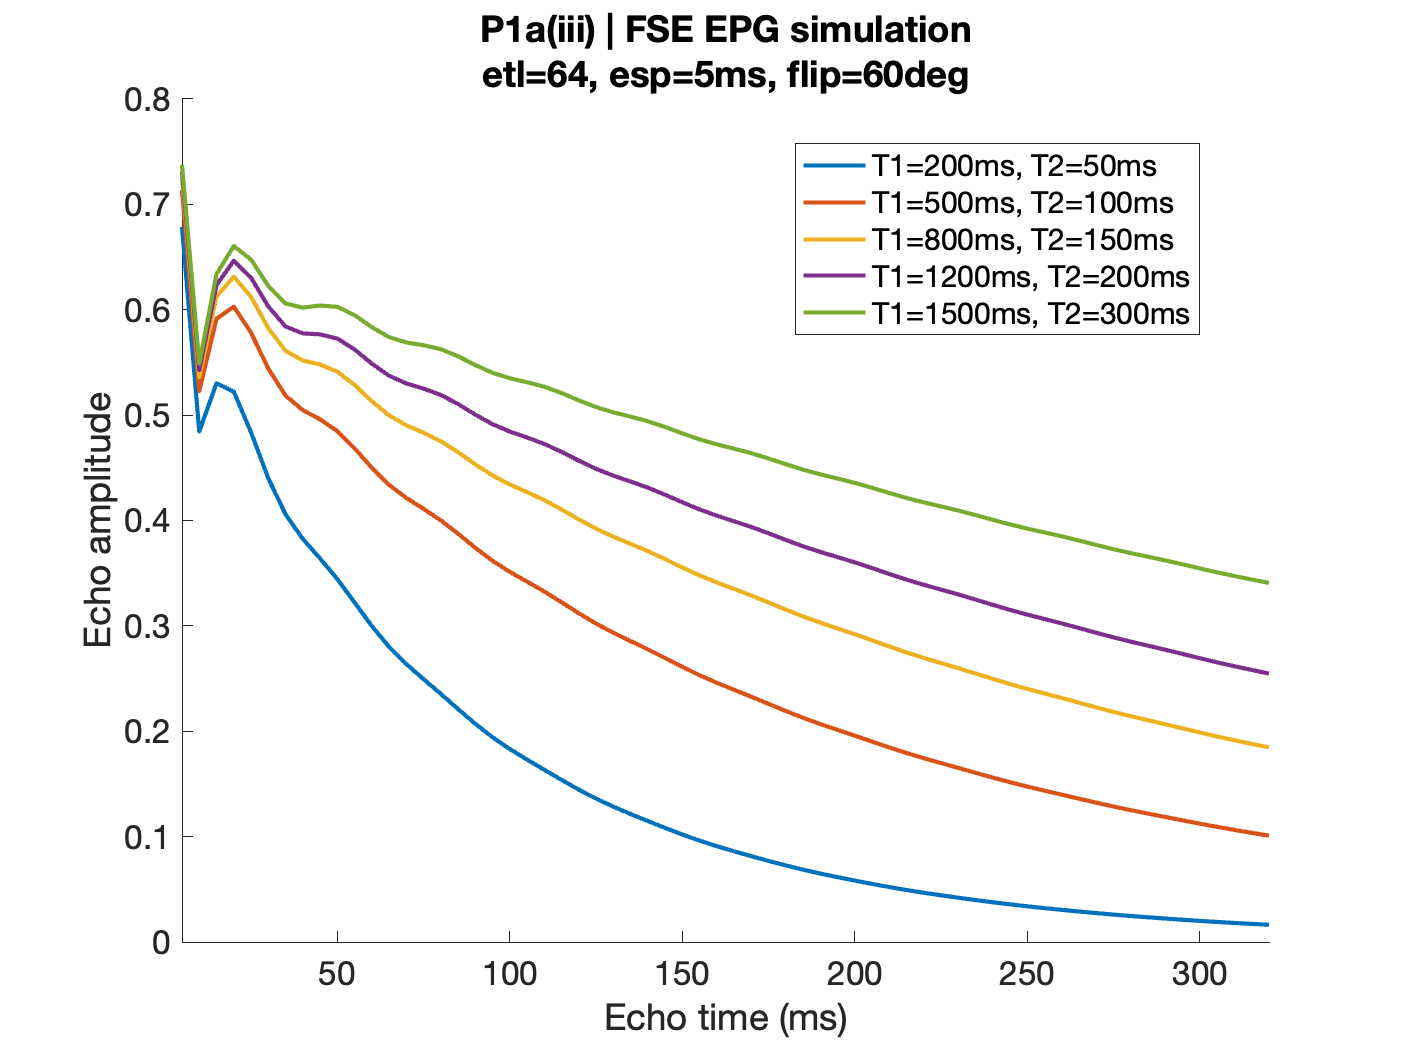 P1a(iii) | FSE EPG simulation
etl=64, esp=5ms, flip=60deg
0.8
0.7
0.6
0.5
0.4
0.3
0.2
0.1
0
Echo amplitude
T1=200ms, T2=50ms
T1=500ms, T2=100ms
T1=800ms, T2=150ms
T1=1200ms, T2=200ms
T1=1500ms, T2=300ms
50 100 150 200 250 300
Echo time (ms)